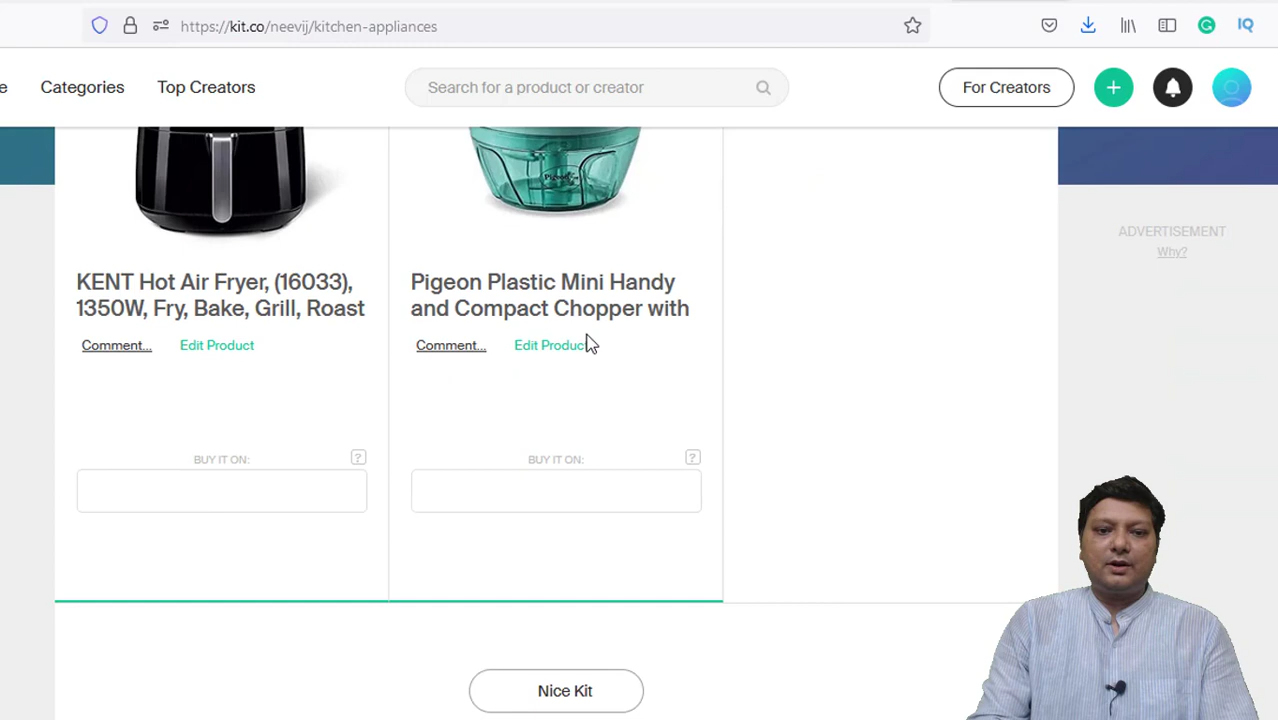 https://kit.co/neevij/kitchen-appliances
IQ
e Categories Top Creators Search for a product or creator For Creators
Pigeon
ADVERTISEMENT
Why?
KENT Hot Air Fryer, (16033),
1350W, Fry, Bake, Grill, Roast
Comment... Edit Product
Pigeon Plastic Mini Handy
and Compact Chopper with
Comment... Edit Product
BUY IT ON: ?
BUY IT ON: ?
Nice Kit